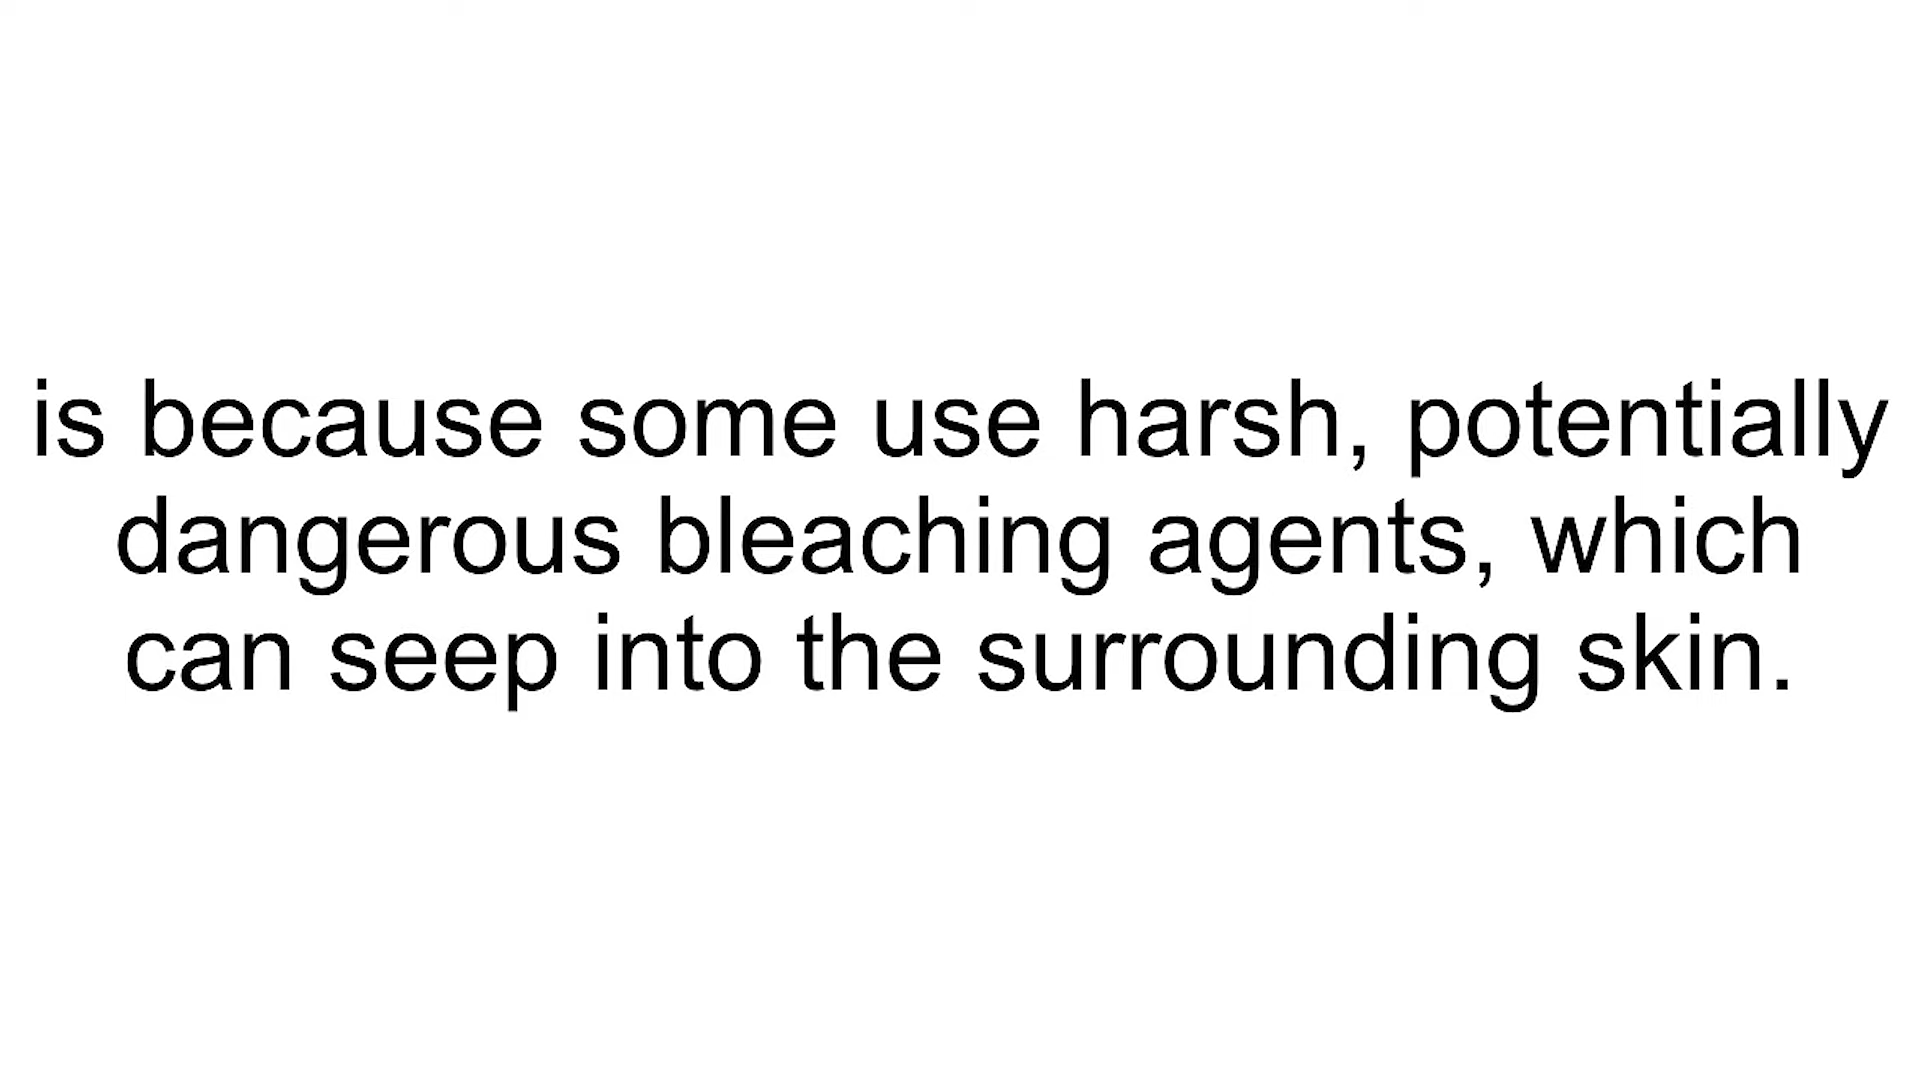 is because some use harsh, potentially
dangerous bleaching agents, which
can seep into the surrounding skin.